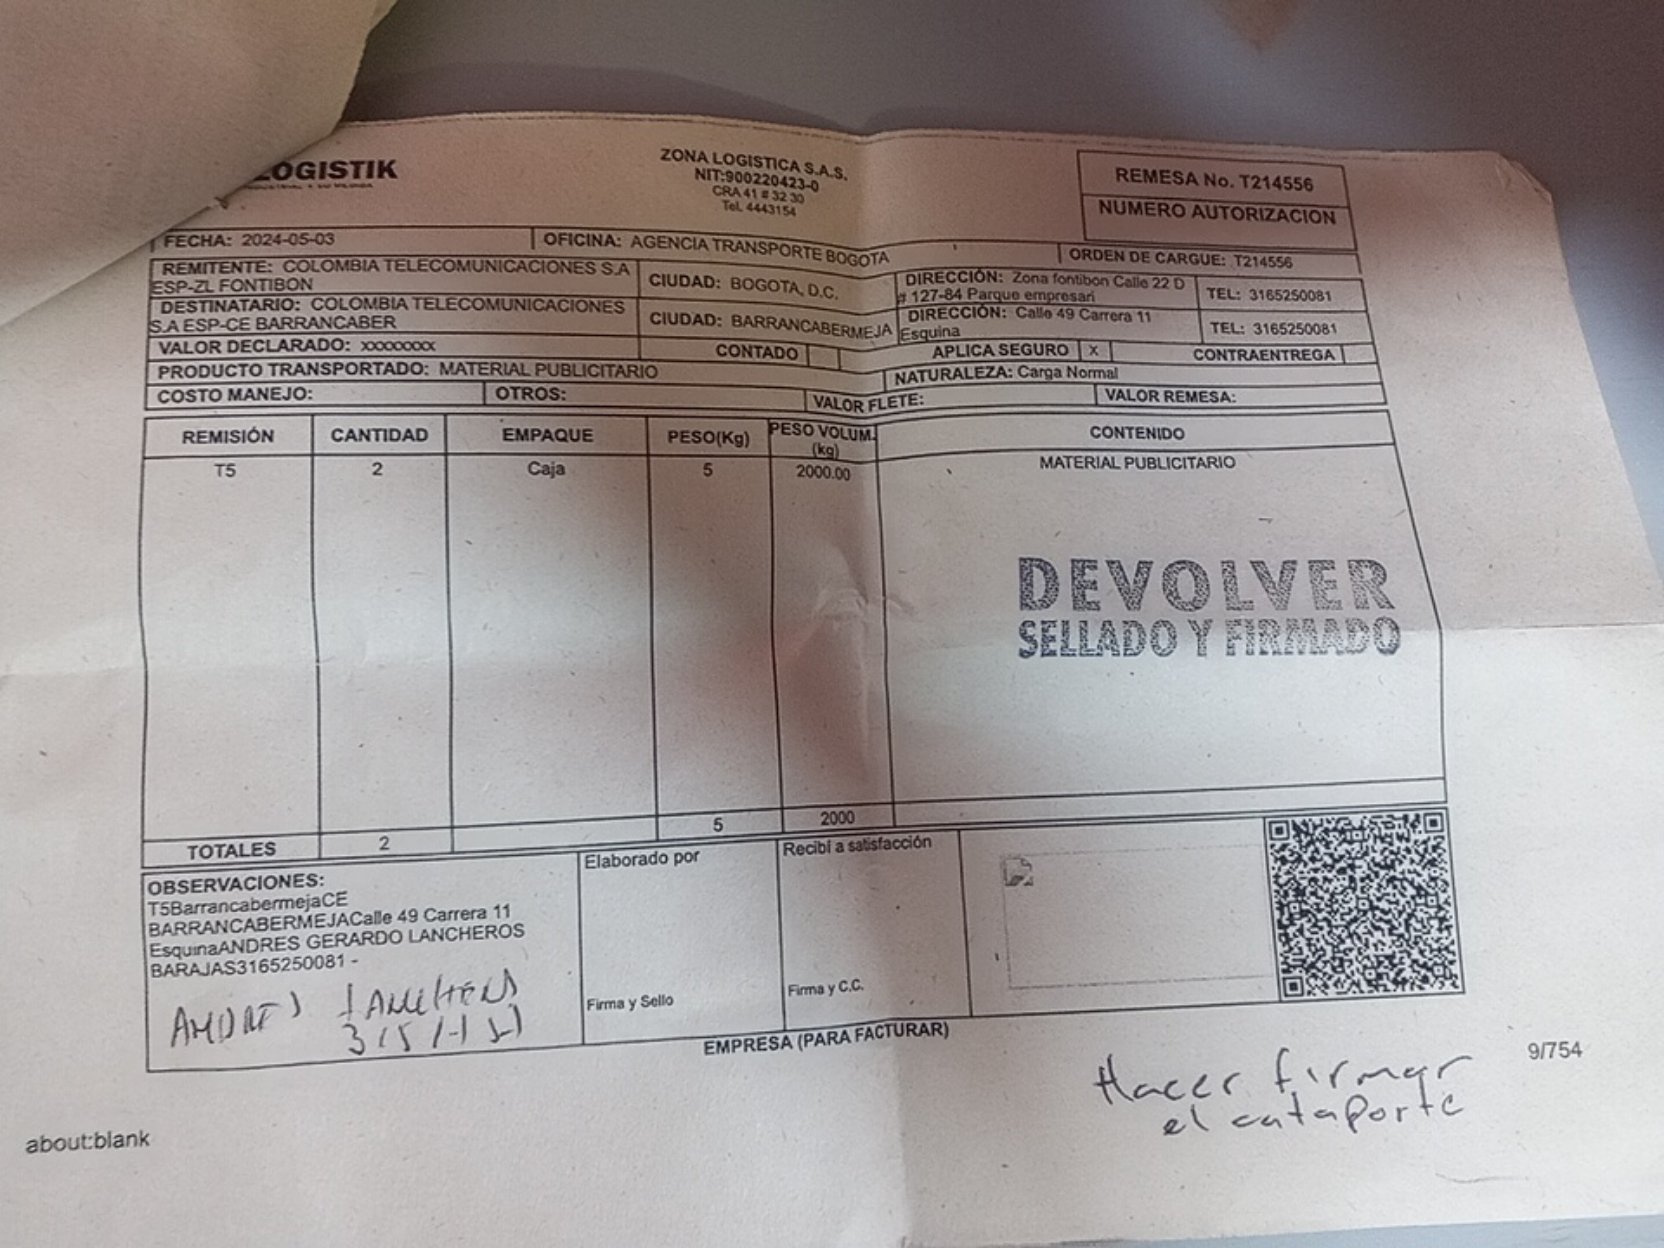 LOGISTIK
ZONA LOGISTICA S.A.S.
NIT:900220423-0
CRA 41 # 32 30
Tel. 4443154
REMESA No. T214556
NUMERO AUTORIZACION
FECHA: 2024-05-03
OFICINA: AGENCIA TRANSPORTE BOGOTA
ORDEN DE CARGUE: T214556
REMITENTE: COLOMBIA TELECOMUNICACIONES S.A
ESP-ZL FONTIBON
CIUDAD: BOGOTA, D.C.
DIRECCIÓN: Zona fontibon Calle 22 D
# 127-84 Parque empresari
TEL: 3165250081
DESTINATARIO: COLOMBIA TELECOMUNICACIONES
S.A ESP-CE BARRANCABER
CIUDAD: BARRANCABERMEJA
DIRECCIÓN: Calle 49 Carrera 11
Esquina
TEL: 3165250081
VALOR DECLARADO: xxxxxxxx
CONTADO
APLICA SEGURO x
CONTRAENTREGA
PRODUCTO TRANSPORTADO: MATERIAL PUBLICITARIO
NATURALEZA: Carga Normal
COSTO MANEJO:
OTROS:
VALOR FLETE:
VALOR REMESA:
REMISIÓN CANTIDAD EMPAQUE PESO(Kg) PESO VOLUM. (kg) CONTENIDO
T5 2 Caja 5 2000.00 MATERIAL PUBLICITARIO
DEVOLVER
SELLADO Y FIRMADO
TOTALES 2 5 2000
OBSERVACIONES:
T5BarrancabermejaCE
BARRANCABERMEJACalle 49 Carrera 11
EsquinaANDRES GERARDO LANCHEROS
BARAJAS3165250081 -
Elaborado por
Firma y Sello
Recibí a satisfacción
Firma y C.C.
EMPRESA (PARA FACTURAR)
9/754
Hacer firmar
el cataporte
about:blank